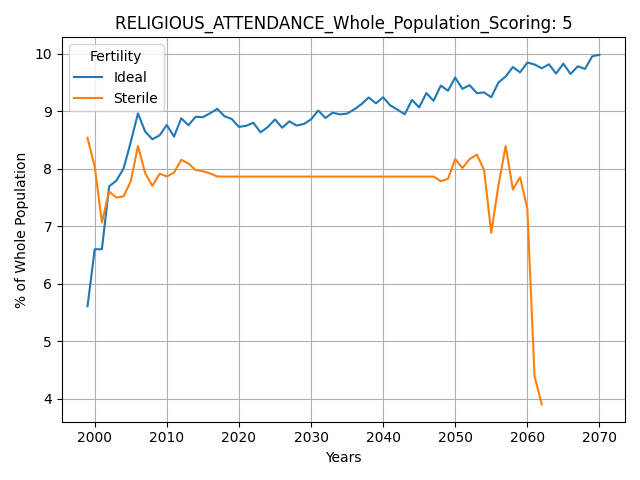 RELIGIOUS_ATTENDANCE_Whole_Population_Scoring: 5
Fertility
Ideal
Sterile
% of Whole Population
10
9
8
7
6
5
4
2000 2010 2020 2030 2040 2050 2060 2070
Years